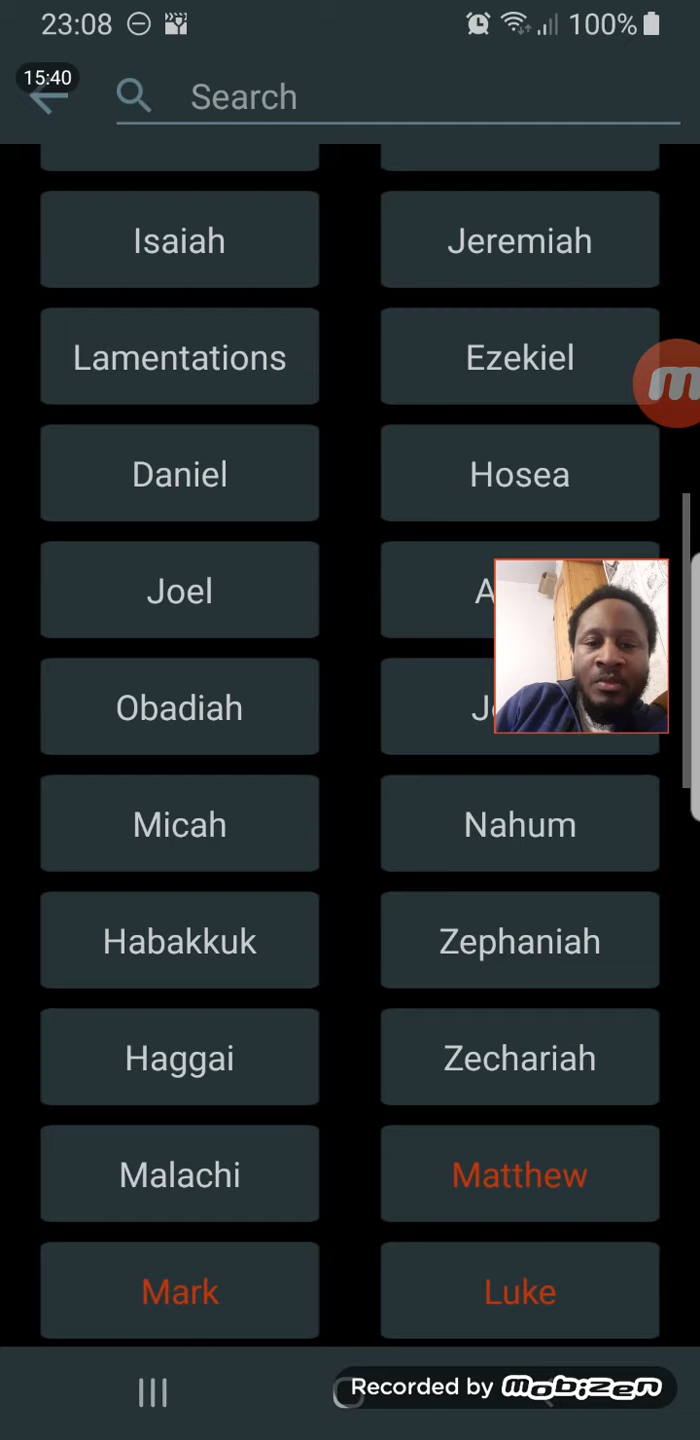 23:08 100%
15:40
Search
Isaiah Jeremiah
Lamentations Ezekiel
Daniel Hosea
Joel
Obadiah
Micah Nahum
Habakkuk Zephaniah
Haggai Zechariah
Malachi Matthew
Mark Luke
Recorded by mobizen